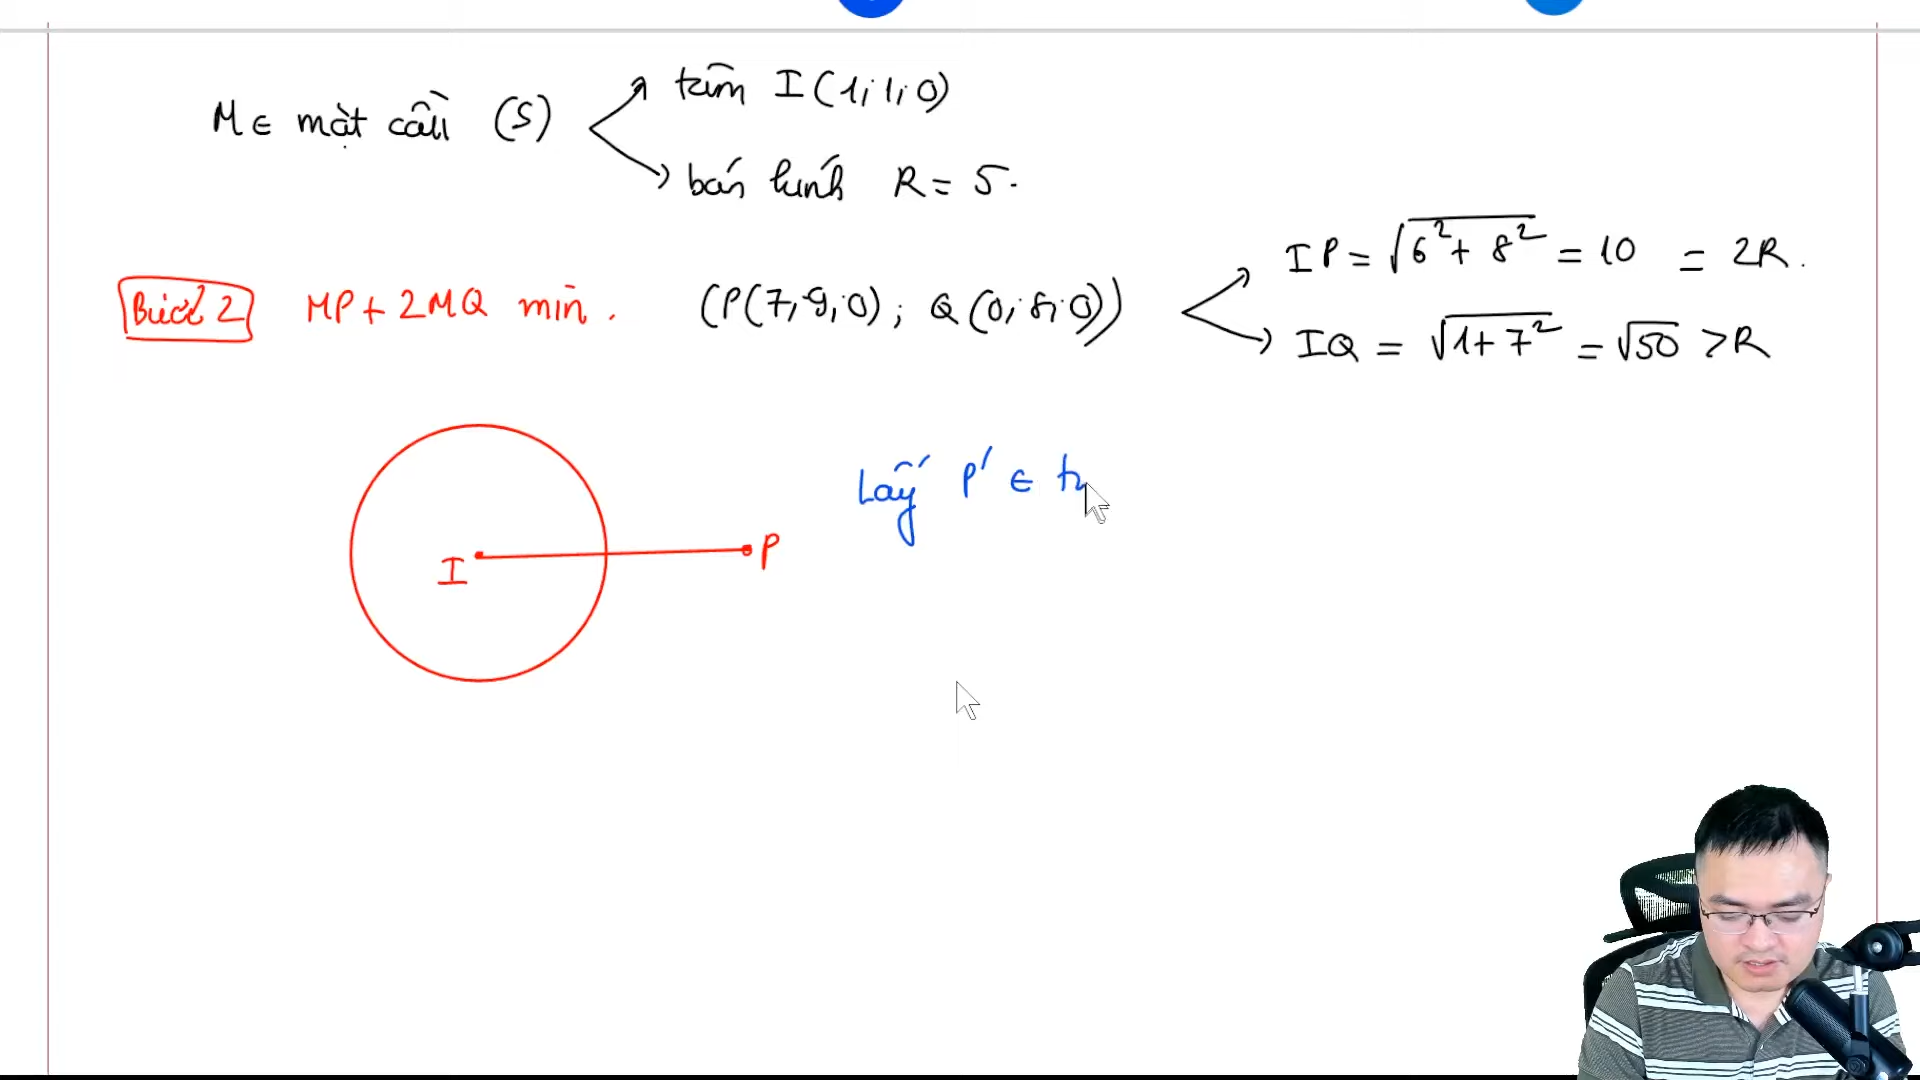 M ∈ mặt cầu (S)
tâm I(1; 1; 0)
bán kính R = 5.
Bước 2 MP + 2MQ min. (P(7; 9; 0); Q(0; 8; 0))
IP = √(6² + 8²) = 10 = 2R.
IQ = √(1 + 7²) = √50 > R
Lấy P' ∈
I
P